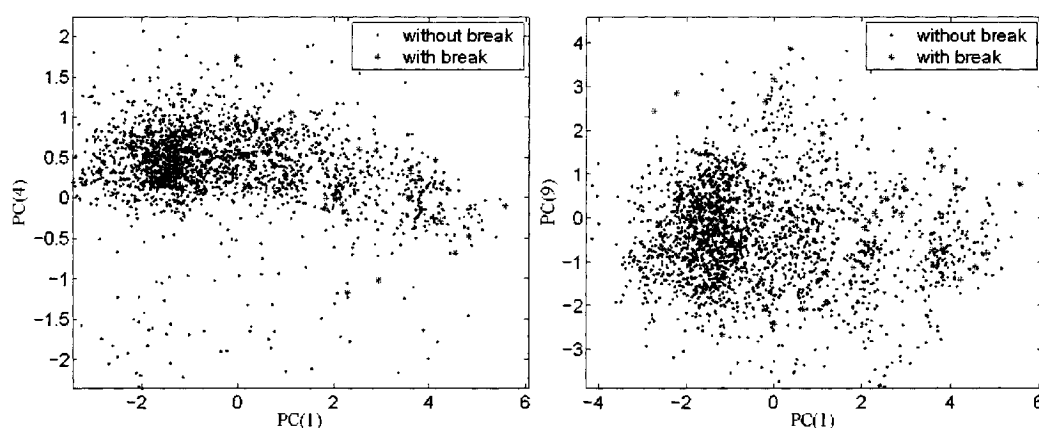 2
1.5
1
0.5
0
−0.5
−1
−1.5
−2
−2 0 2 4 6
PC(4)
PC(1)
without break
with break
4
3
2
1
0
−1
−2
−3
−4 −2 0 2 4 6
PC(9)
PC(1)
without break
with break